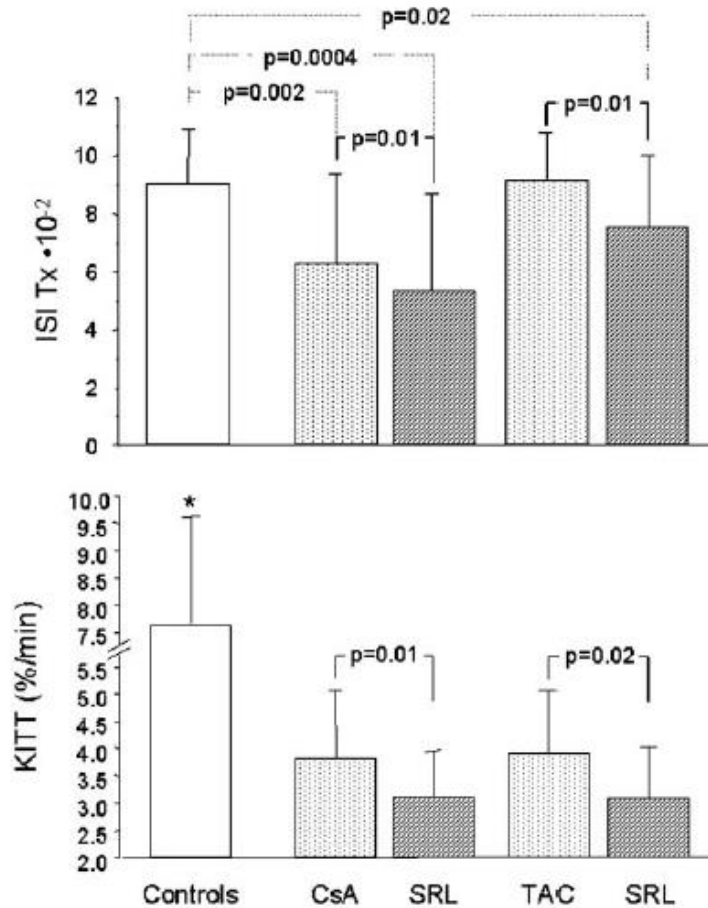 p=0.02
p=0.0004
p=0.002
p=0.01
p=0.01
12
10
8
6
4
2
0
ISI Tx •10⁻²
10.0
9.5
9.0
8.5
8.0
7.5
5.5
5.0
4.5
4.0
3.5
3.0
2.5
2.0
KITT (%/min)
*
p=0.01
p=0.02
Controls CsA SRL TAC SRL